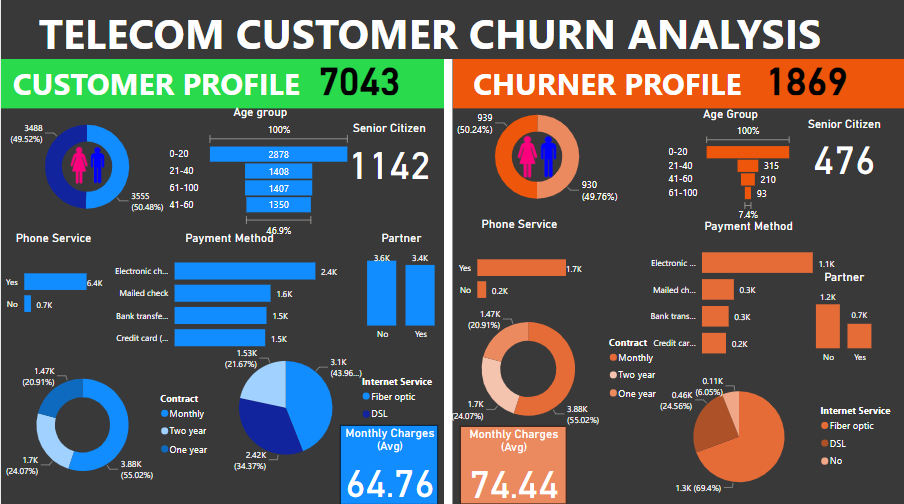 TELECOM CUSTOMER CHURN ANALYSIS
CUSTOMER PROFILE 7043
CHURNER PROFILE 1869
3488
(49.52%)
3555
(50.48%)
Age group
100%
0-20 2878
21-40 1408
61-100 1407
41-60 1350
46.9%
Senior Citizen
1142
Phone Service
Yes 6.4K
No 0.7K
Payment Method
Electronic ch... 2.4K
Mailed check 1.6K
Bank transfe... 1.5K
Credit card (... 1.5K
Partner
3.6K 3.4K
No Yes
1.47K
(20.91%)
1.7K
(24.07%)
3.88K
(55.02%)
Contract
Monthly
Two year
One year
1.53K
(21.67%)
3.1K
(43.96...)
2.42K
(34.37%)
Internet Service
Fiber optic
DSL
Monthly Charges
(Avg)
64.76
939
(50.24%)
930
(49.76%)
Age Group
100%
0-20
21-40 315
41-60 210
61-100 93
7.4%
Senior Citizen
476
Phone Service
Yes 1.7K
No 0.2K
Payment Method
Electronic ... 1.1K
Mailed ch... 0.3K
Bank trans... 0.3K
Credit car... 0.2K
Partner
1.2K 0.7K
No Yes
1.47K
(20.91%)
1.7K
(24.07%)
3.88K
(55.02%)
Contract
Monthly
Two year
One year
0.11K
(6.05%)
0.46K
(24.56%)
1.3K (69.4%)
Internet Service
Fiber optic
DSL
No
Monthly Charges
(Avg)
74.44